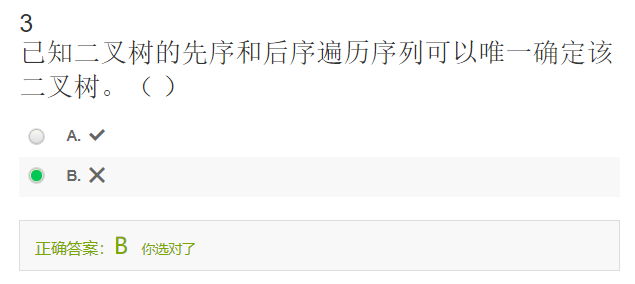 3
已知二叉树的先序和后序遍历序列可以唯一确定该
二叉树。（ ）
A. ✔
B. ✕
正确答案：B 你选对了